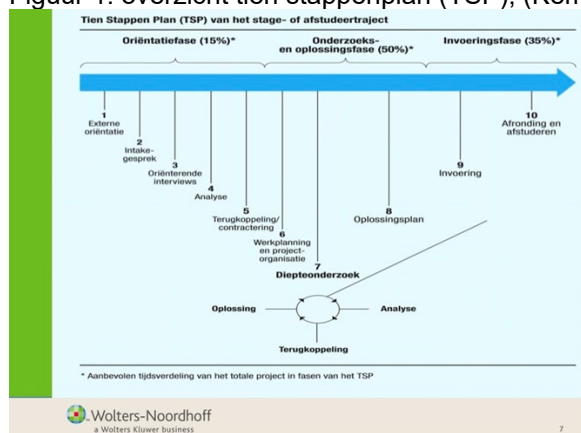 Figuur 1: overzicht tien stappenplan (TSP), (Kem
Tien Stappen Plan (TSP) van het stage- of afstudeertraject
Oriëntatiefase (15%)*
Onderzoeks-
en oplossingsfase (50%)*
Invoeringsfase (35%)*
1
Externe
oriëntatie
2
Intake-
gesprek
3
Oriënterende
interviews
4
Analyse
5
Terugkoppeling/
contractering
6
Werkplanning
en project-
organisatie
7
Diepteonderzoek
8
Oplossingsplan
9
Invoering
10
Afronding en
afstuderen
Oplossing
Analyse
Terugkoppeling
* Aanbevolen tijdsverdeling van het totale project in fasen van het TSP
Wolters-Noordhoff
a Wolters Kluwer business
7